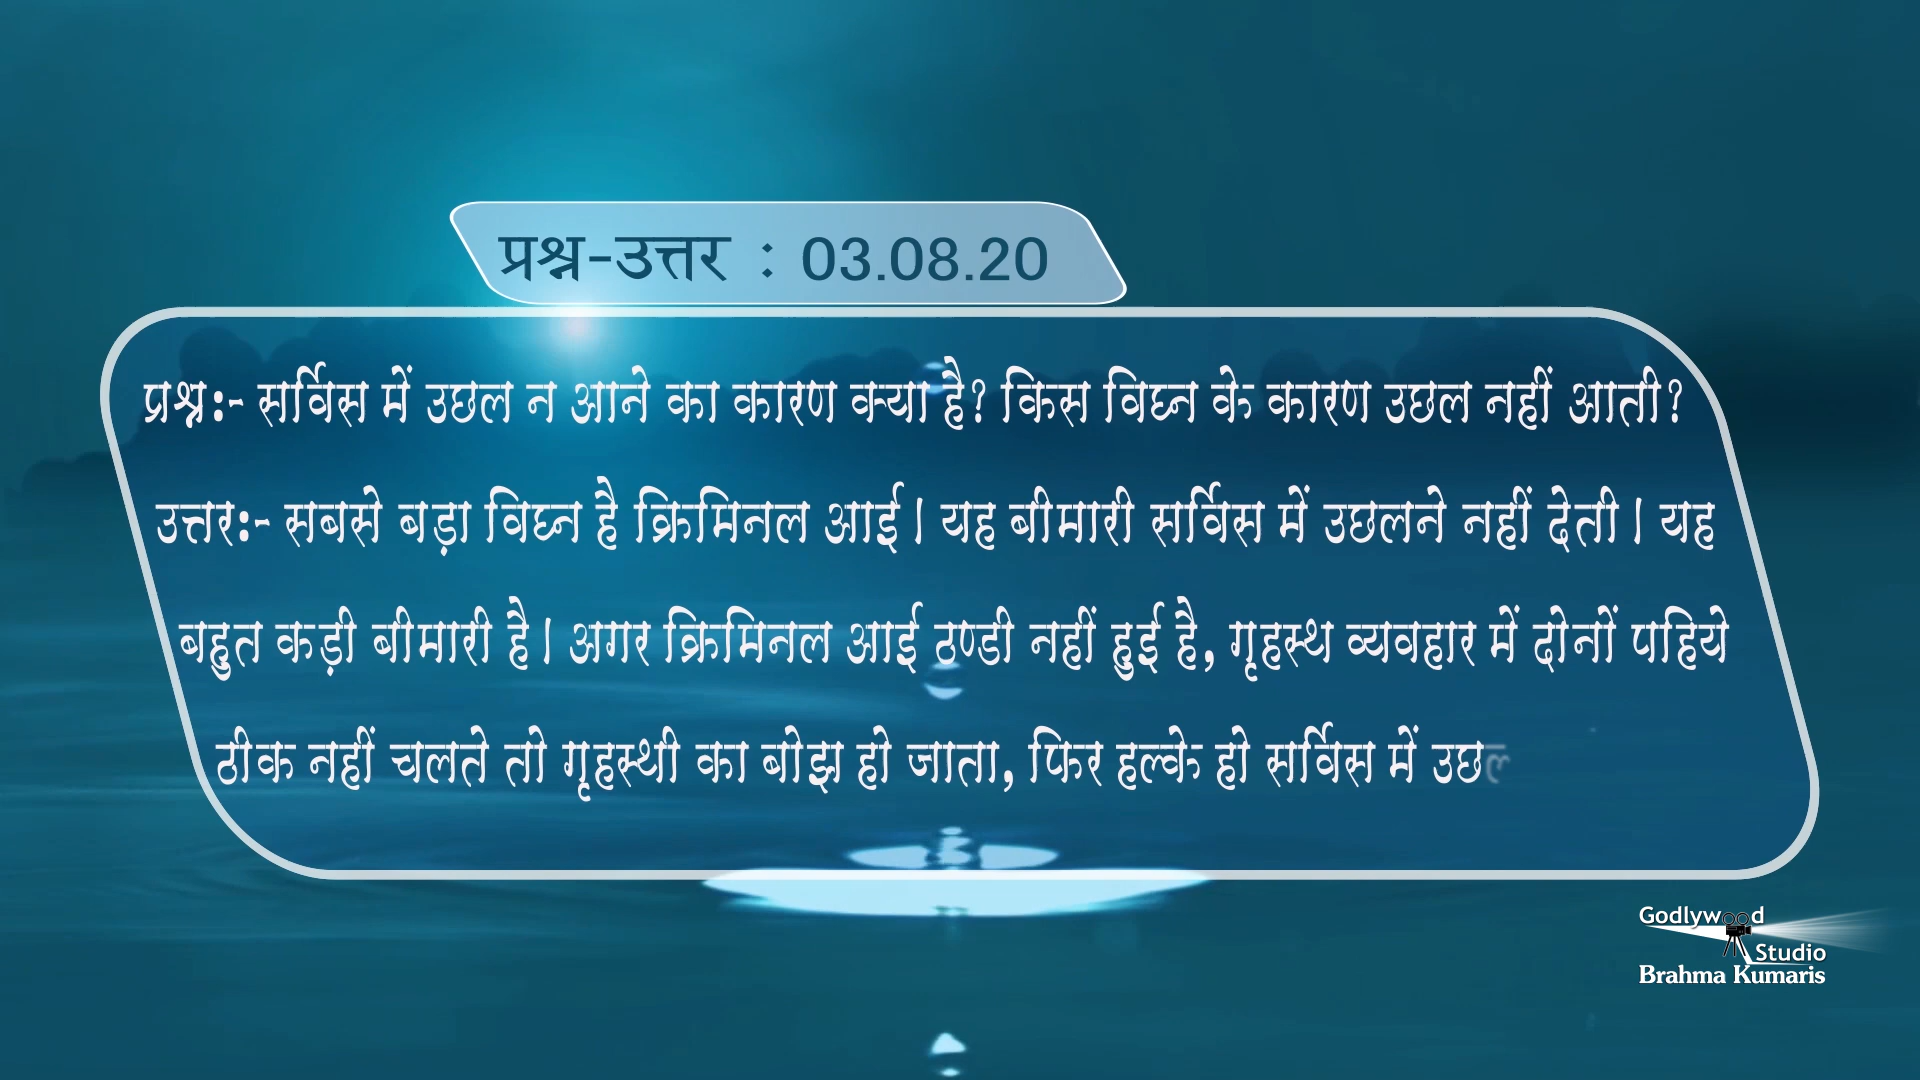 प्रश्न-उत्तर : 03.08.20
प्रश्न:- सर्विस में उछल न आने का कारण क्या है? किस विघ्न के कारण उछल नहीं आती?
उत्तर:- सबसे बड़ा विघ्न है क्रिमिनल आई। यह बीमारी सर्विस में उछलने नहीं देती। यह
बहुत कड़ी बीमारी है। अगर क्रिमिनल आई ठण्डी नहीं हुई है, गृहस्थ व्यवहार में दोनों पहिये
ठीक नहीं चलते तो गृहस्थी का बोझ हो जाता, फिर हल्के हो सर्विस में उछल
Godlywood
Studio
Brahma Kumaris